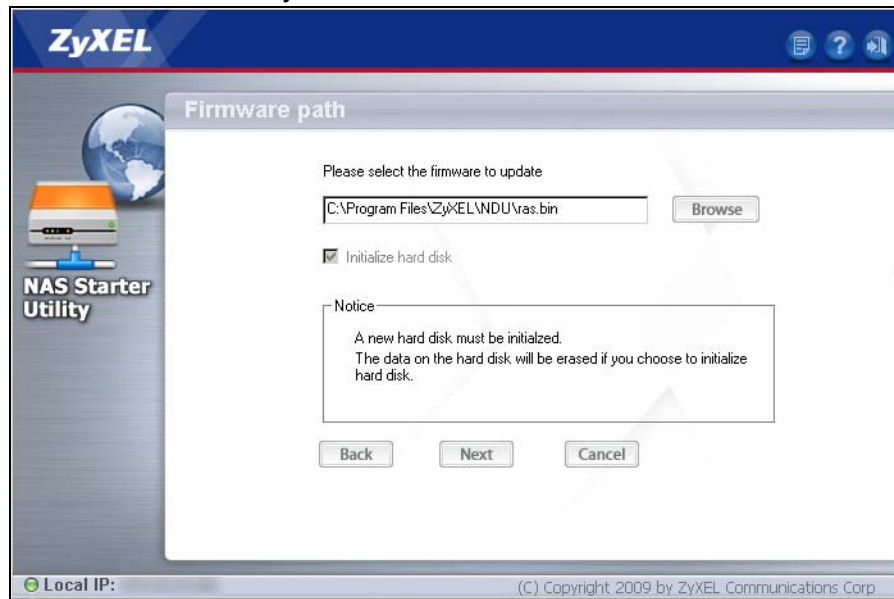 ZyXEL
Firmware path
Please select the firmware to update
C:\Program Files\ZyXEL\NDU\ras.bin
Browse
Initialize hard disk
NAS Starter
Utility
Notice
A new hard disk must be initialzed.
The data on the hard disk will be erased if you choose to initialize
hard disk.
Back Next Cancel
Local IP:
(C) Copyright 2009 by ZyXEL Communications Corp